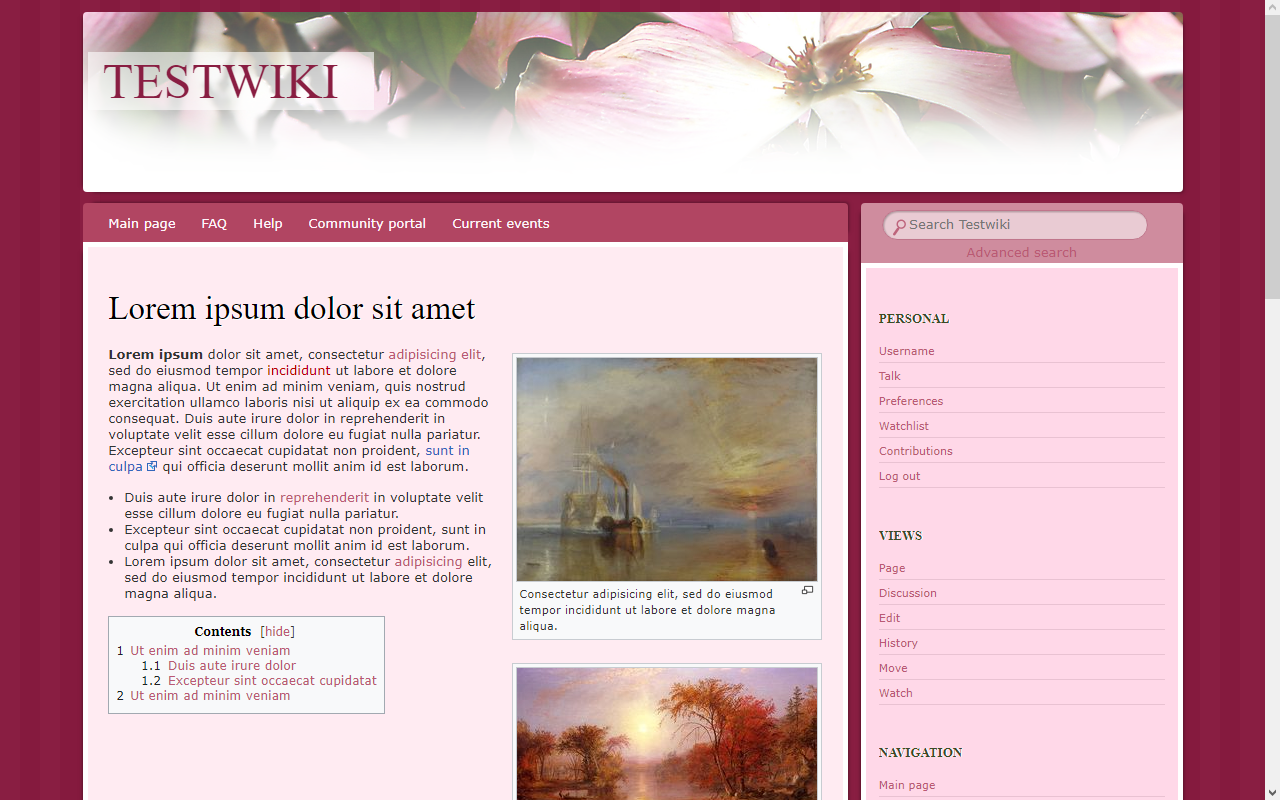 TESTWIKI
Main page FAQ Help Community portal Current events
Search Testwiki
Advanced search
Lorem ipsum dolor sit amet
Lorem ipsum dolor sit amet, consectetur adipisicing elit,
sed do eiusmod tempor incididunt ut labore et dolore
magna aliqua. Ut enim ad minim veniam, quis nostrud
exercitation ullamco laboris nisi ut aliquip ex ea commodo
consequat. Duis aute irure dolor in reprehenderit in
voluptate velit esse cillum dolore eu fugiat nulla pariatur.
Excepteur sint occaecat cupidatat non proident, sunt in
culpa qui officia deserunt mollit anim id est laborum.
• Duis aute irure dolor in reprehenderit in voluptate velit
esse cillum dolore eu fugiat nulla pariatur.
• Excepteur sint occaecat cupidatat non proident, sunt in
culpa qui officia deserunt mollit anim id est laborum.
• Lorem ipsum dolor sit amet, consectetur adipisicing elit,
sed do eiusmod tempor incididunt ut labore et dolore
magna aliqua.
Contents [hide]
1 Ut enim ad minim veniam
1.1 Duis aute irure dolor
1.2 Excepteur sint occaecat cupidatat
2 Ut enim ad minim veniam
Consectetur adipisicing elit, sed do eiusmod
tempor incididunt ut labore et dolore magna
aliqua.
PERSONAL
Username
Talk
Preferences
Watchlist
Contributions
Log out
VIEWS
Page
Discussion
Edit
History
Move
Watch
NAVIGATION
Main page